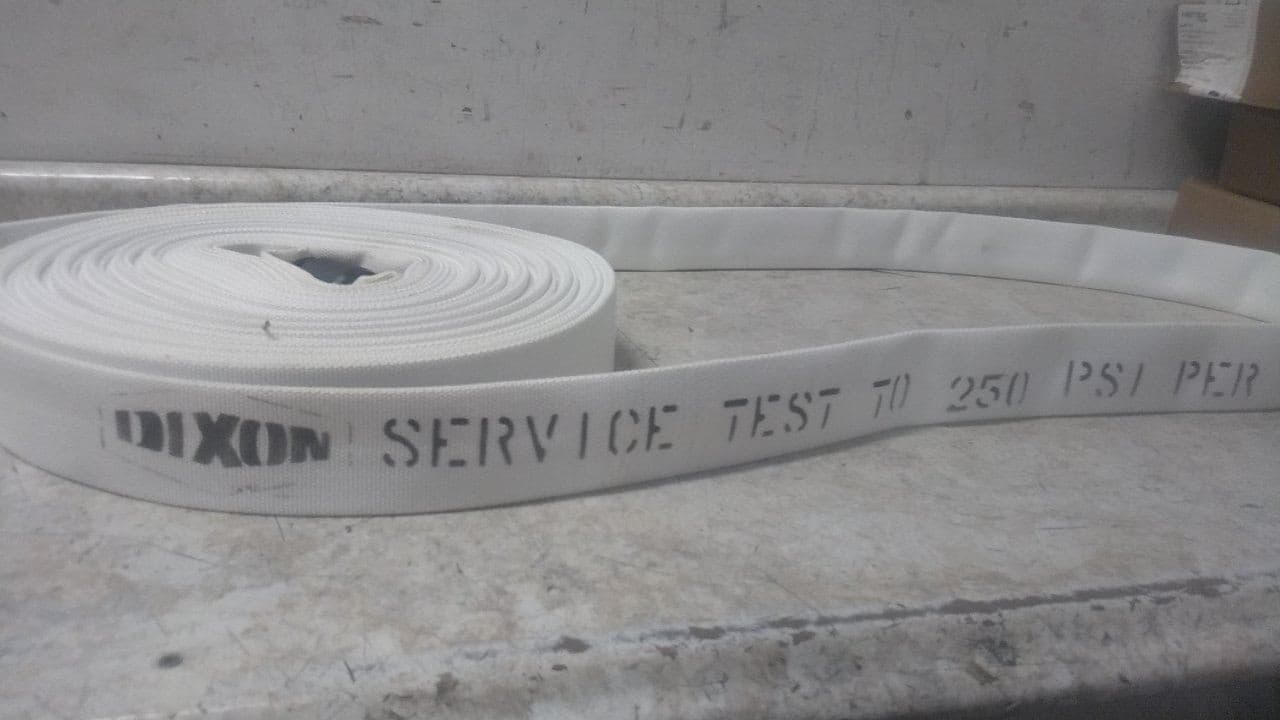 DIXON SERVICE TEST TO 250 PSI PER